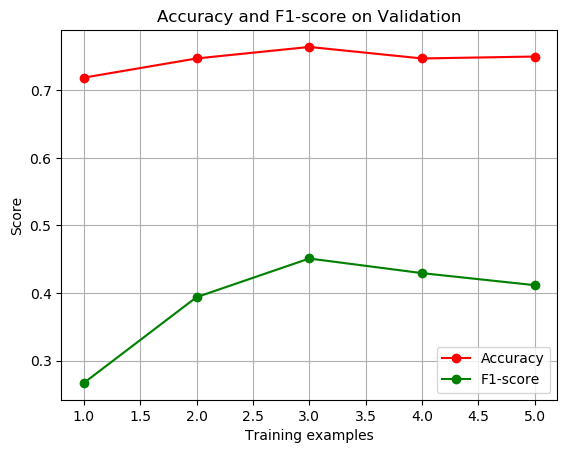 Accuracy and F1-score on Validation
Score
0.7
0.6
0.5
0.4
0.3
Accuracy
F1-score
1.0 1.5 2.0 2.5 3.0 3.5 4.0 4.5 5.0
Training examples